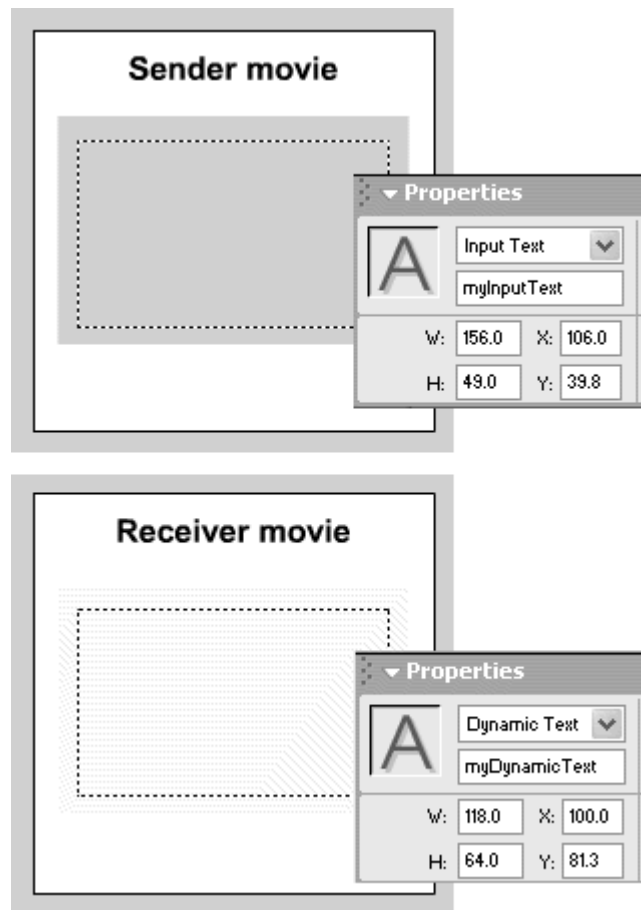 Sender movie
Properties
A
Input Text
myInputText
W: 156.0 X: 106.0
H: 49.0 Y: 39.8
Receiver movie
Properties
A
Dynamic Text
myDynamicText
W: 118.0 X: 100.0
H: 64.0 Y: 81.3